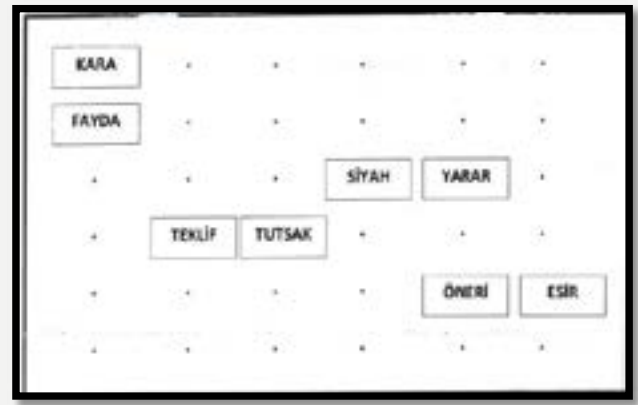 KARA
FAYDA
SİYAH YARAR
TEKLİF TUTSAK
ÖNERİ ESİR